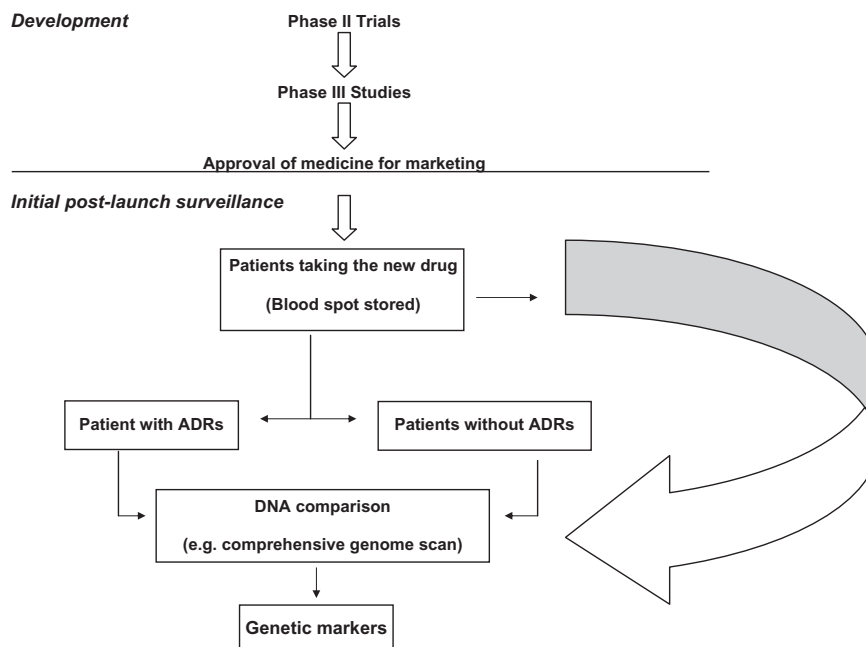 Development
Phase II Trials
Phase III Studies
Approval of medicine for marketing
Initial post-launch surveillance
Patients taking the new drug
(Blood spot stored)
Patient with ADRs
Patients without ADRs
DNA comparison
(e.g. comprehensive genome scan)
Genetic markers